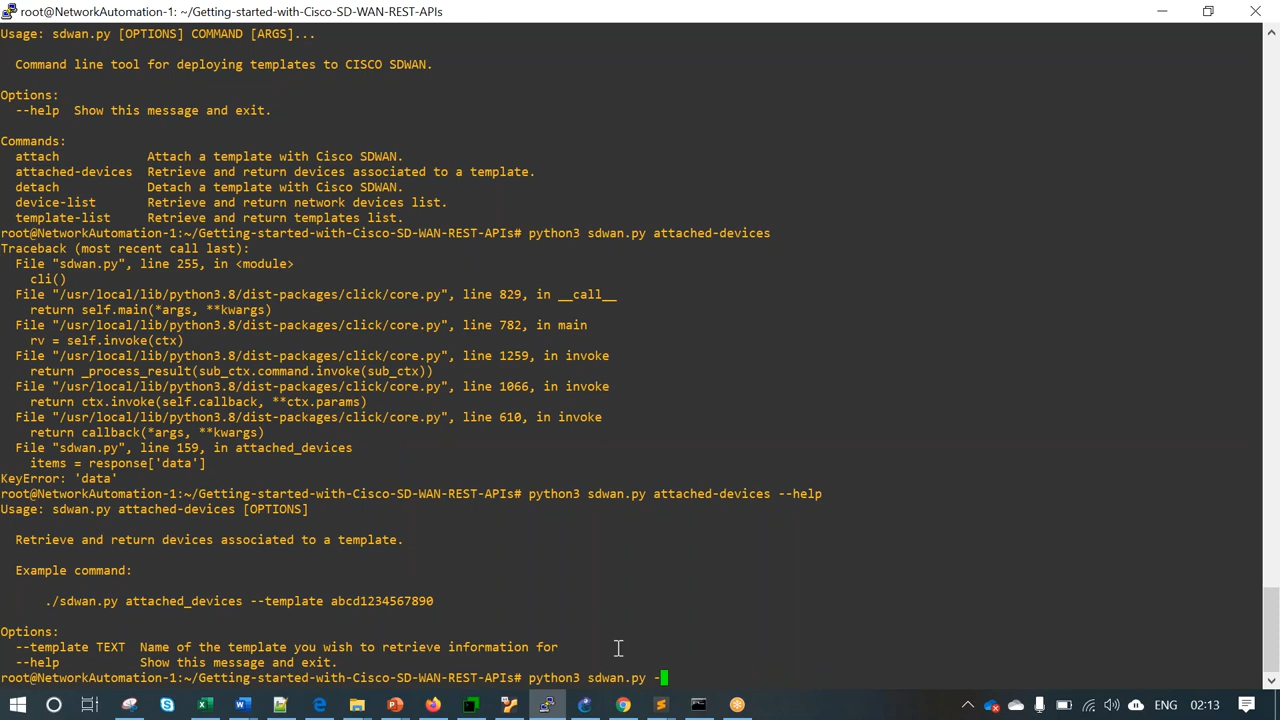 root@NetworkAutomation-1: ~/Getting-started-with-Cisco-SD-WAN-REST-APIs
Usage: sdwan.py [OPTIONS] COMMAND [ARGS]...
Command line tool for deploying templates to CISCO SDWAN.
Options:
--help  Show this message and exit.
Commands:
attach            Attach a template with Cisco SDWAN.
attached-devices  Retrieve and return devices associated to a template.
detach            Detach a template with Cisco SDWAN.
device-list       Retrieve and return network devices list.
template-list     Retrieve and return templates list.
root@NetworkAutomation-1:~/Getting-started-with-Cisco-SD-WAN-REST-APIs# python3 sdwan.py attached-devices
Traceback (most recent call last):
File "sdwan.py", line 255, in <module>
cli()
File "/usr/local/lib/python3.8/dist-packages/click/core.py", line 829, in __call__
return self.main(*args, **kwargs)
File "/usr/local/lib/python3.8/dist-packages/click/core.py", line 782, in main
rv = self.invoke(ctx)
File "/usr/local/lib/python3.8/dist-packages/click/core.py", line 1259, in invoke
return _process_result(sub_ctx.command.invoke(sub_ctx))
File "/usr/local/lib/python3.8/dist-packages/click/core.py", line 1066, in invoke
return ctx.invoke(self.callback, **ctx.params)
File "/usr/local/lib/python3.8/dist-packages/click/core.py", line 610, in invoke
return callback(*args, **kwargs)
File "sdwan.py", line 159, in attached_devices
items = response['data']
KeyError: 'data'
root@NetworkAutomation-1:~/Getting-started-with-Cisco-SD-WAN-REST-APIs# python3 sdwan.py attached-devices --help
Usage: sdwan.py attached-devices [OPTIONS]
Retrieve and return devices associated to a template.
Example command:
./sdwan.py attached_devices --template abcd1234567890
Options:
--template TEXT  Name of the template you wish to retrieve information for
--help           Show this message and exit.
root@NetworkAutomation-1:~/Getting-started-with-Cisco-SD-WAN-REST-APIs# python3 sdwan.py -
ENG 02:13